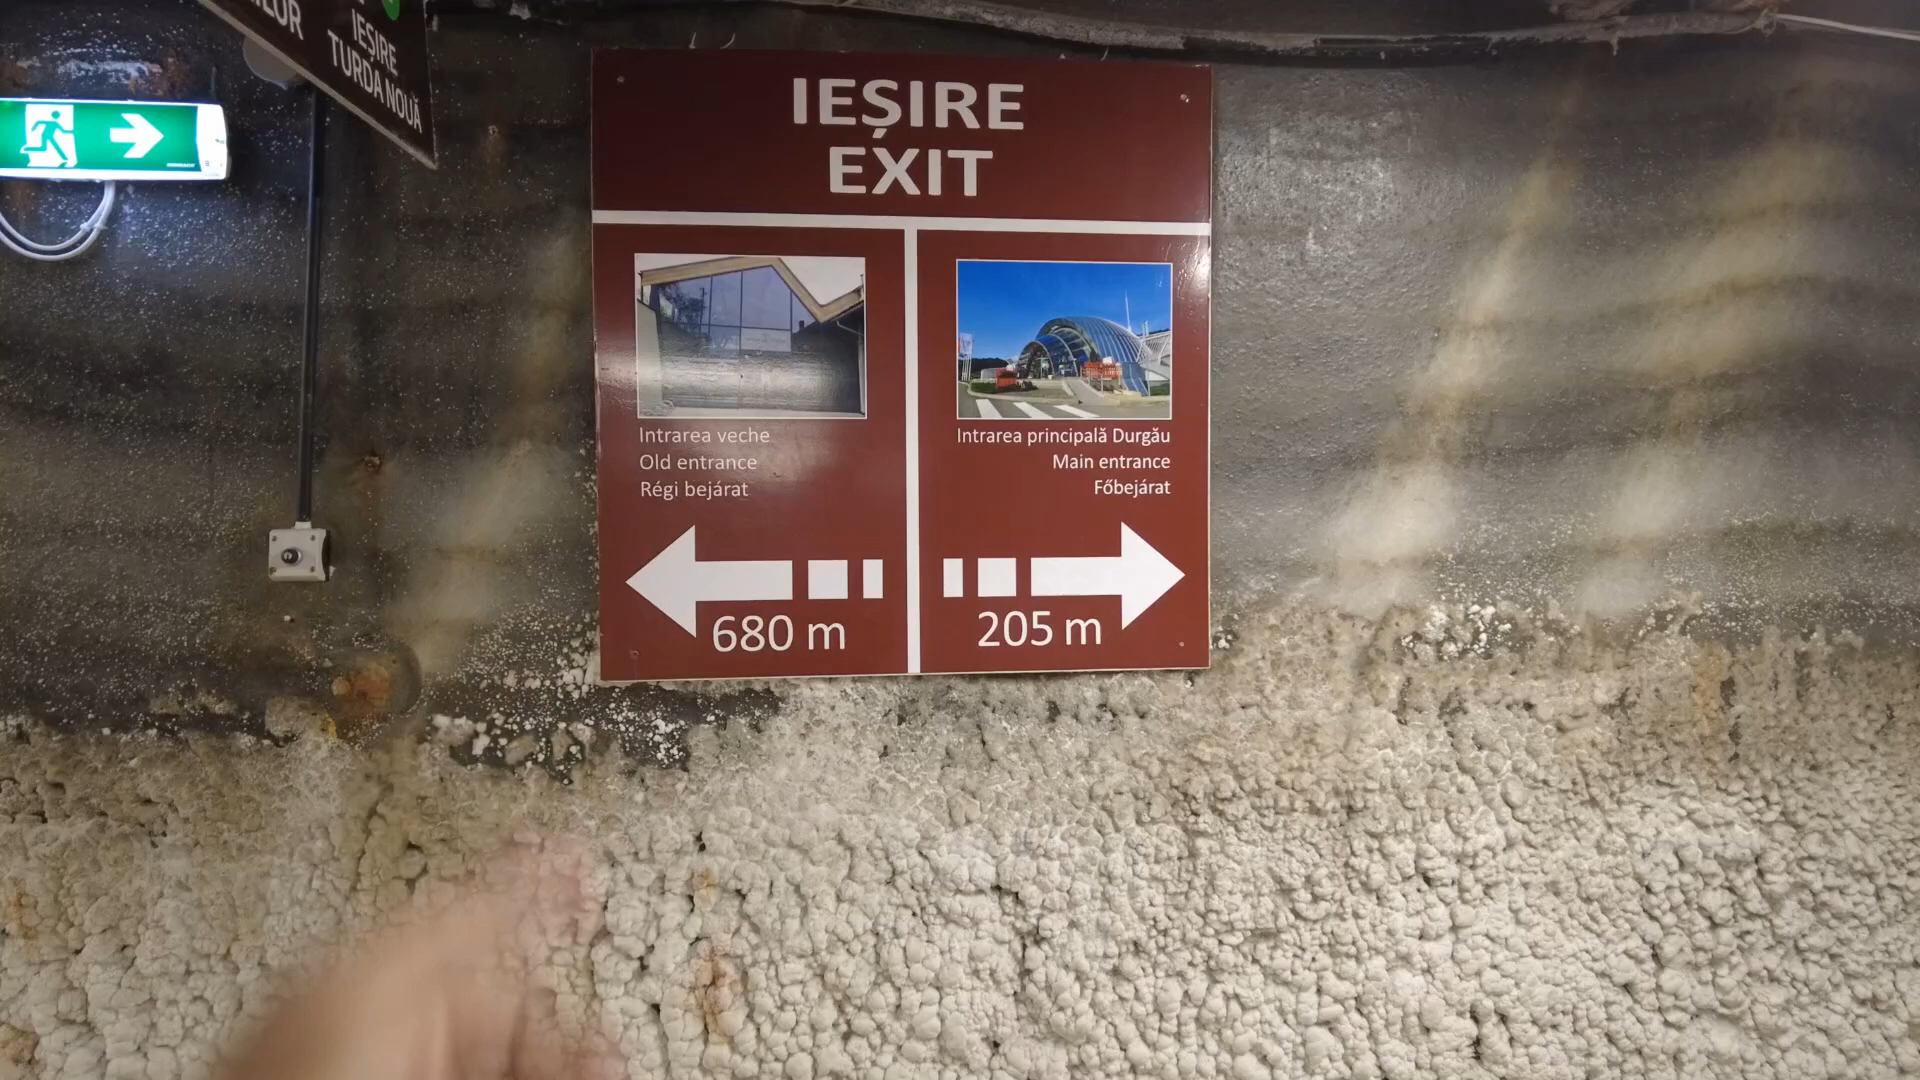 IEȘIRE
TURDA NOUĂ
IEȘIRE
EXIT
Intrarea veche
Old entrance
Régi bejárat
680 m
Intrarea principală Durgău
Main entrance
Főbejárat
205 m